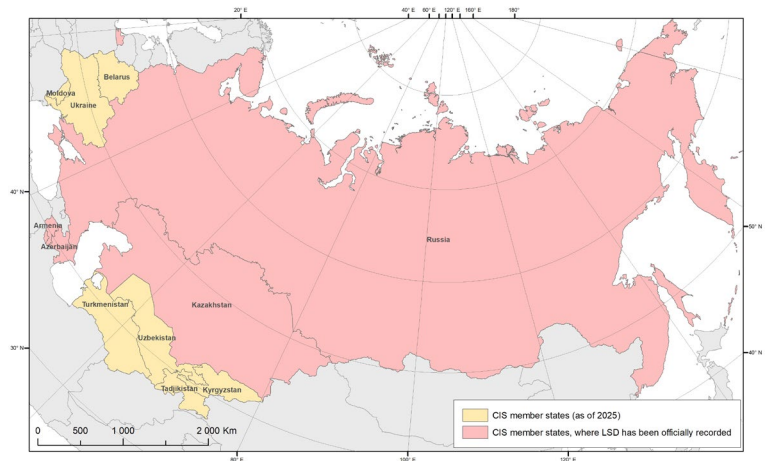 20° E
40° E 60° E 80° E 120° E 160° E 180°
Belarus
Moldova
Ukraine
40° N
50° N
Armenia
Azerbaijan
Russia
Kazakhstan
Turkmenistan
Uzbekistan
30° N
40° N
Tadjikistan
Kyrgyzstan
CIS member states (as of 2025)
CIS member states, where LSD has been officially recorded
0 500 1 000 2 000 Km
80° E
100° E
120° E